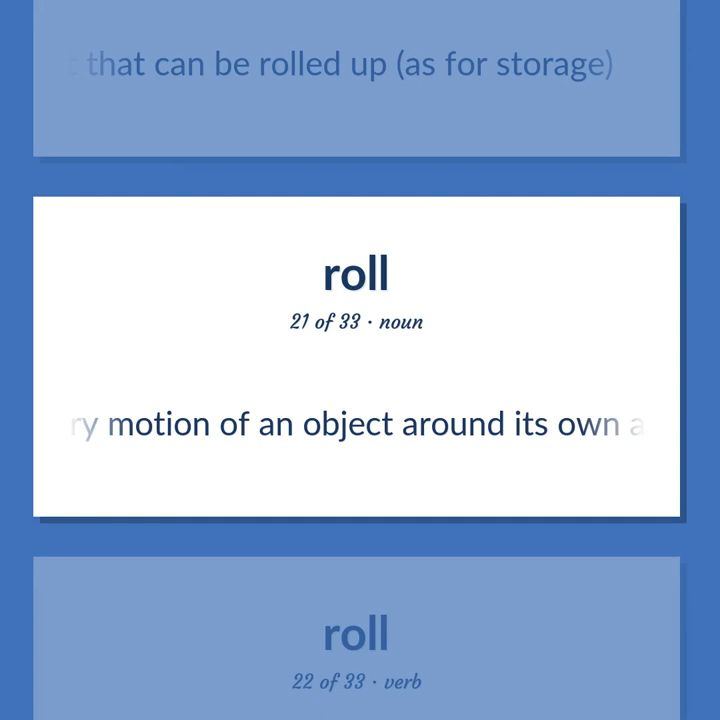 that can be rolled up (as for storage)
roll
21 of 33 · noun
ry motion of an object around its own a
roll
22 of 33 · verb